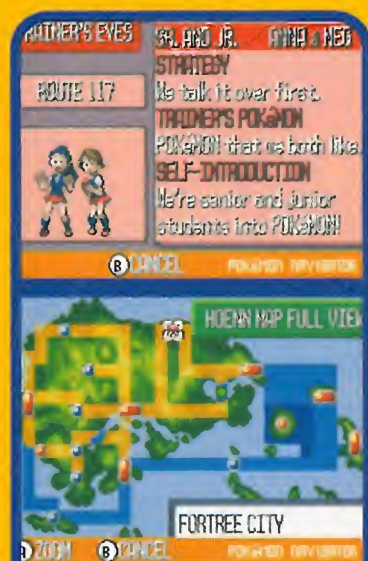 RAINER'S EYES
SR. AND JR. ANNA & MEG
ROUTE 117
STRATEGY
We talk it over first.
TRAINER'S POKéMON
POKéMON that we both like.
SELF-INTRODUCTION
We're senior and junior
students into POKéMON!
B CANCEL POKéMON NAVIGATOR
HOENN MAP FULL VIEW
FORTREE CITY
A ZOOM B CANCEL POKéMON NAVIGATOR